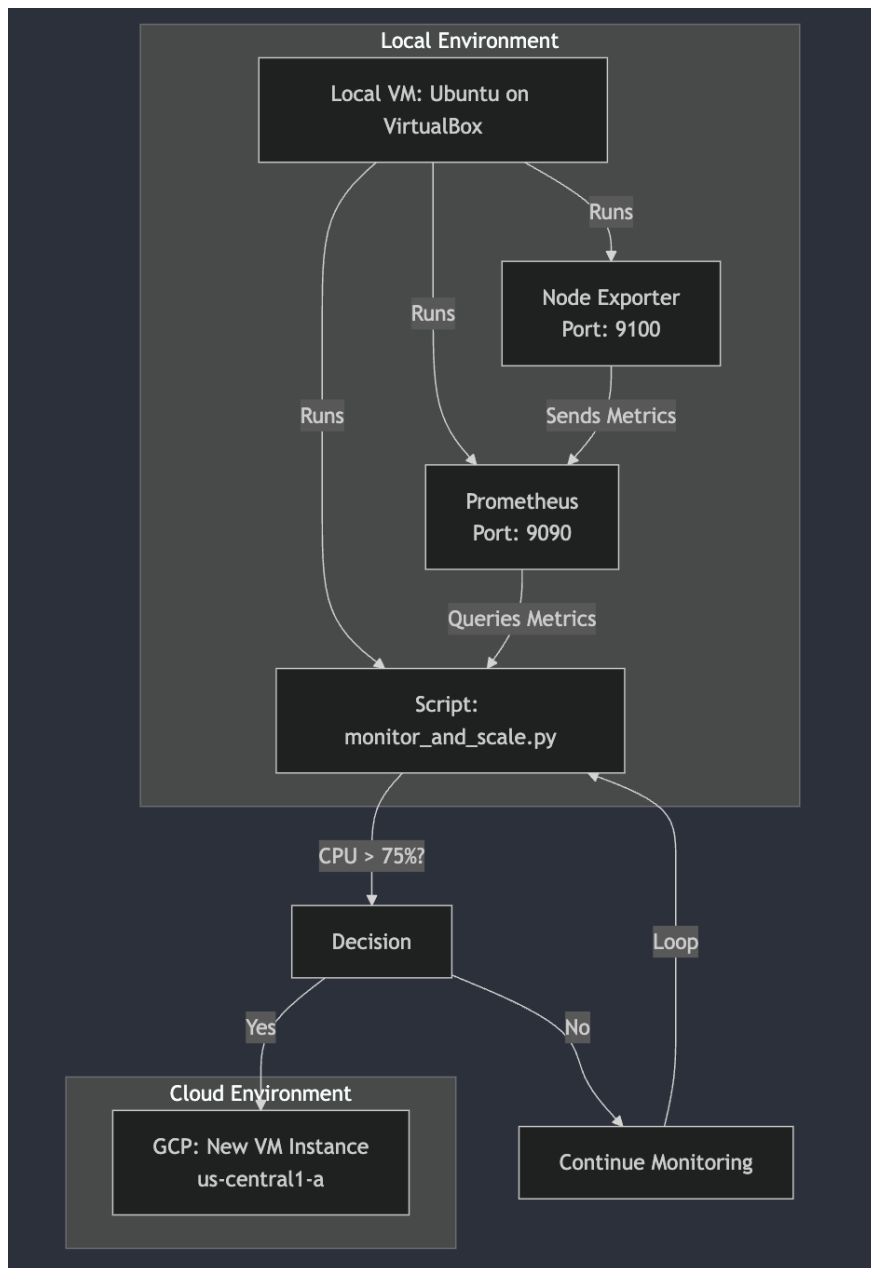 Local Environment
Local VM: Ubuntu on
VirtualBox
Runs
Node Exporter
Port: 9100
Runs
Runs
Sends Metrics
Prometheus
Port: 9090
Queries Metrics
Script:
monitor_and_scale.py
CPU > 75%?
Decision
Loop
Yes
No
Cloud Environment
GCP: New VM Instance
us-central1-a
Continue Monitoring